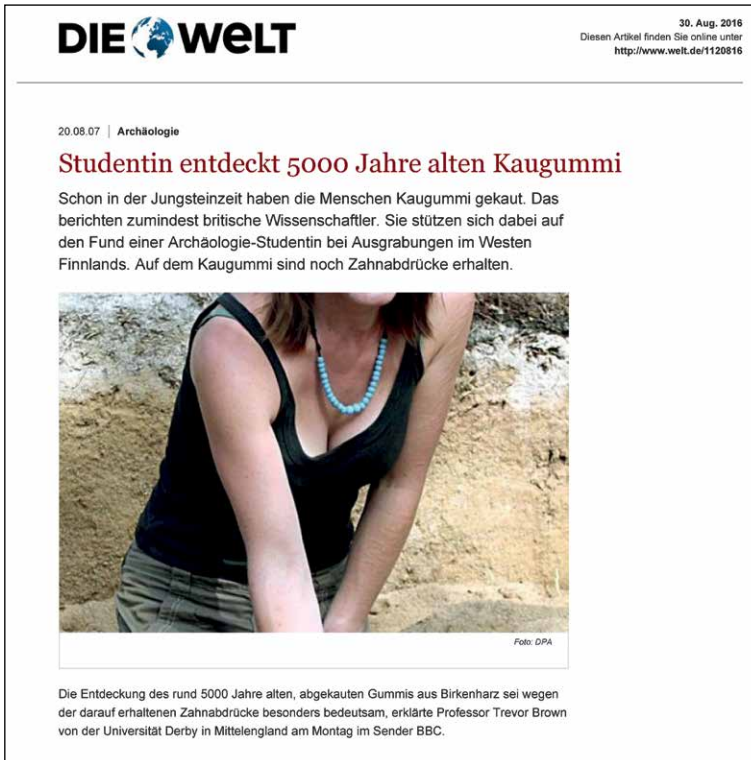 DIE WELT
30. Aug. 2016
Diesen Artikel finden Sie online unter
http://www.welt.de/1120816
20.08.07 | Archäologie
Studentin entdeckt 5000 Jahre alten Kaugummi
Schon in der Jungsteinzeit haben die Menschen Kaugummi gekaut. Das
berichten zumindest britische Wissenschaftler. Sie stützen sich dabei auf
den Fund einer Archäologie-Studentin bei Ausgrabungen im Westen
Finnlands. Auf dem Kaugummi sind noch Zahnabdrücke erhalten.
Foto: DPA
Die Entdeckung des rund 5000 Jahre alten, abgekauten Gummis aus Birkenharz sei wegen
der darauf erhaltenen Zahnabdrücke besonders bedeutsam, erklärte Professor Trevor Brown
von der Universität Derby in Mittelengland am Montag im Sender BBC.